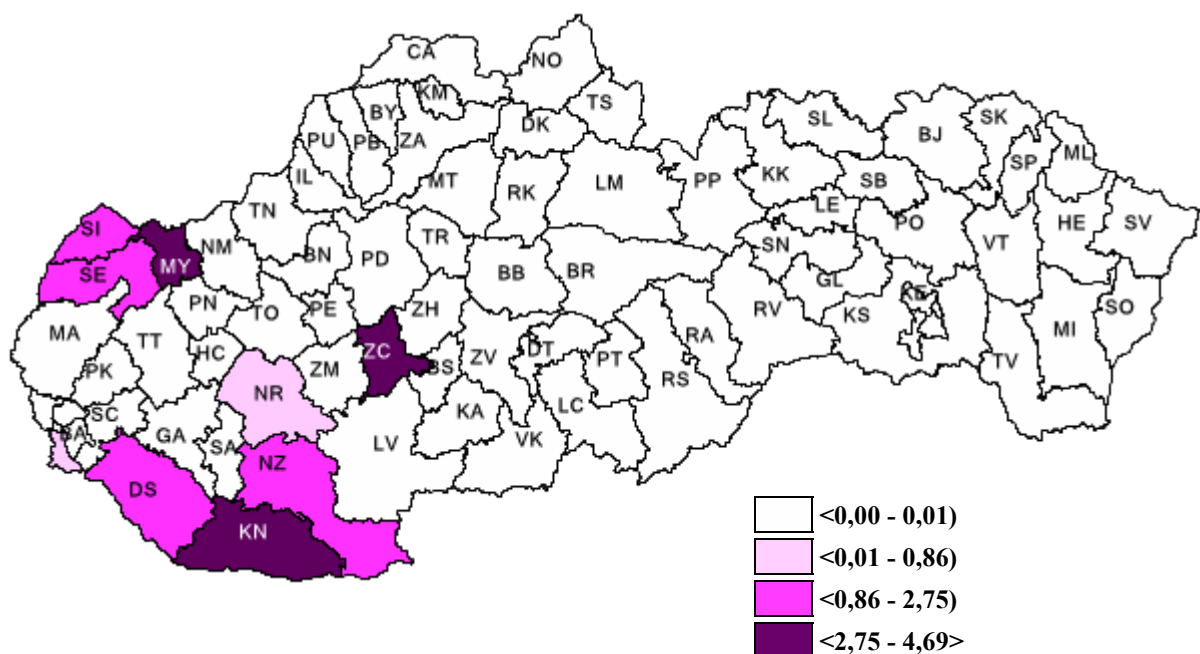 CA
NO
KM
TS
BY
DK
PU
PB
ZA
SL
SK
BJ
ML
SP
IL
MT
RK
LM
PP
KK
SB
LE
TN
PO
HE
SV
SI
NM
TR
SN
VT
SE
MY
BN
PD
BB
BR
GL
KE
PN
TO
PE
ZH
RV
KS
SO
MA
TT
HC
ZM
ZC
BS
ZV
DT
PT
RA
MI
TV
PK
NR
RS
SC
KA
LC
BA
GA
SA
LV
VK
NZ
DS
KN
<0,00 - 0,01)
<0,01 - 0,86)
<0,86 - 2,75)
<2,75 - 4,69>